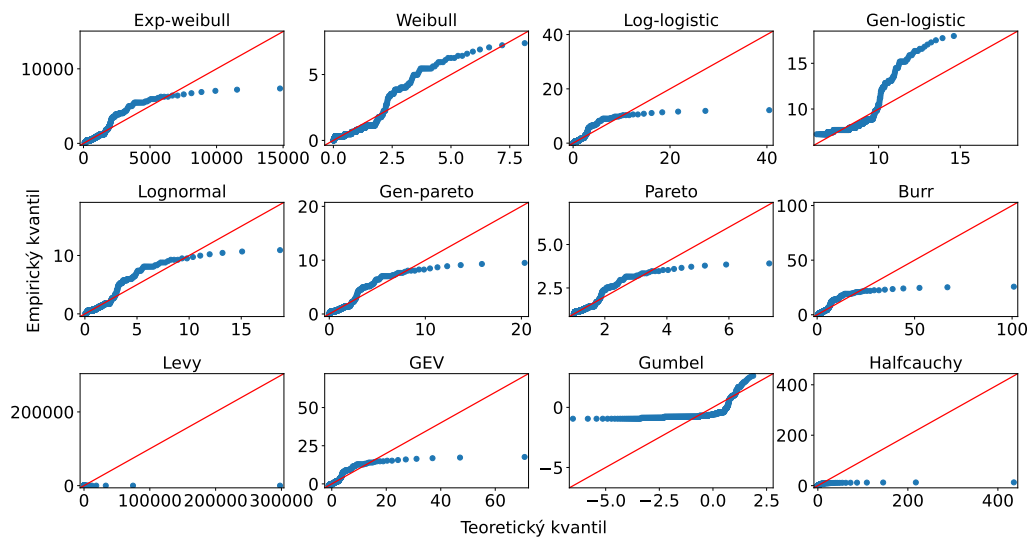 Exp-weibull Weibull Log-logistic Gen-logistic
10000
0
0 5000 10000 15000
5
0
0.0 2.5 5.0 7.5
40
20
0
0 20 40
15
10
10 15
Lognormal Gen-pareto Pareto Burr
Empirický kvantil
10
0
0 5 10 15
20
10
0
0 10 20
5.0
2.5
2 4 6
100
50
0
0 50 100
Levy GEV Gumbel Halfcauchy
200000
0
0 100000 200000 300000
50
25
0
0 20 40 60
0
−5
−5.0 −2.5 0.0 2.5
400
200
0
0 200 400
Teoretický kvantil